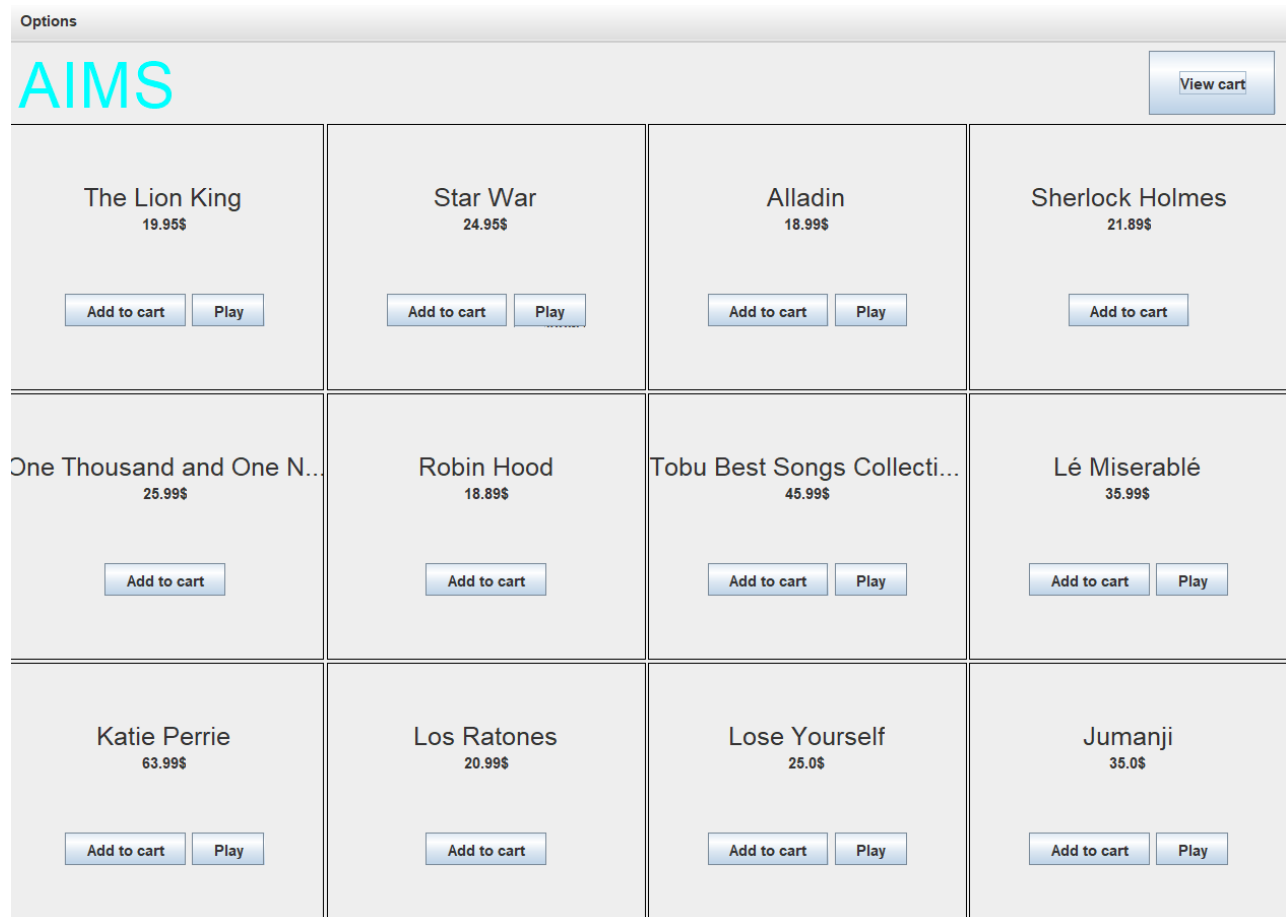 Options
AIMS
View cart
The Lion King
19.95$
Add to cart Play
Star War
24.95$
Add to cart Play
Alladin
18.99$
Add to cart Play
Sherlock Holmes
21.89$
Add to cart
One Thousand and One N...
25.99$
Add to cart
Robin Hood
18.89$
Add to cart
Tobu Best Songs Collecti...
45.99$
Add to cart Play
Lé Miserablé
35.99$
Add to cart Play
Katie Perrie
63.99$
Add to cart Play
Los Ratones
20.99$
Add to cart
Lose Yourself
25.0$
Add to cart Play
Jumanji
35.0$
Add to cart Play